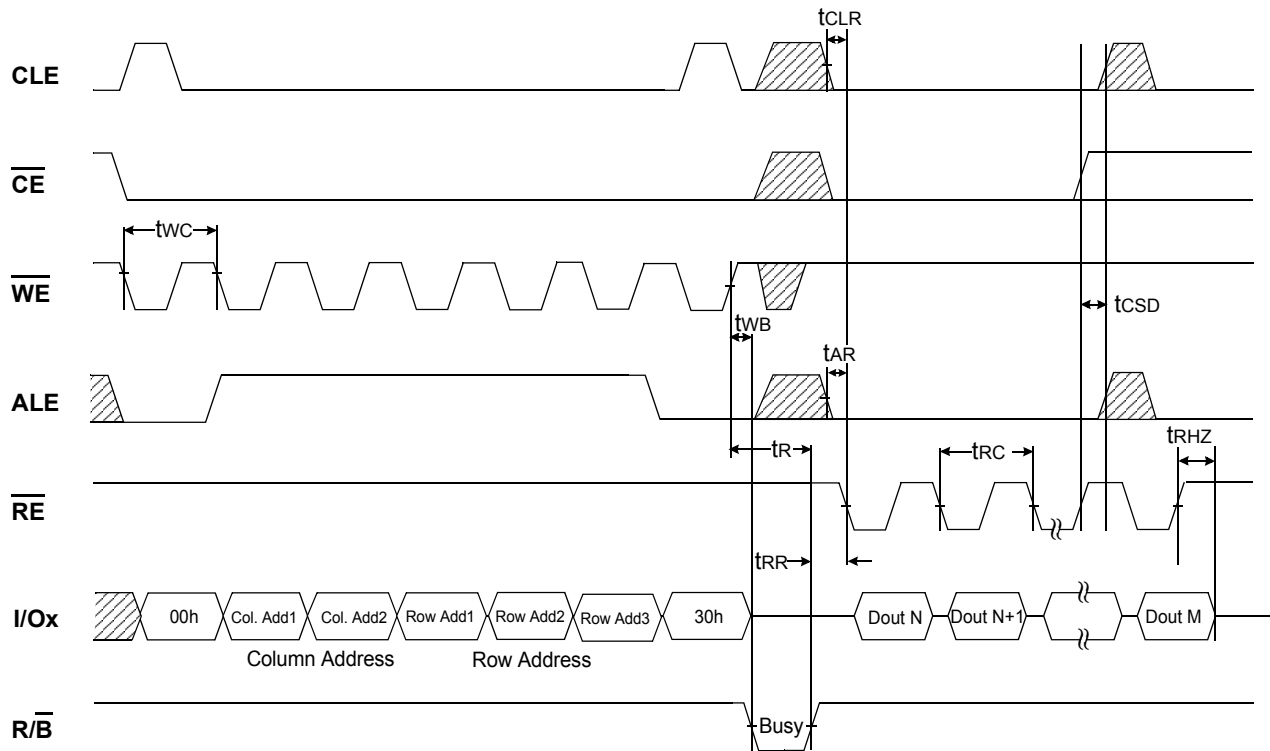 tCLR
CLE
CE
tWC
WE
tCSD
tWB
tAR
ALE
tR
tRC
tRHZ
RE
tRR
I/Ox
00h
Col. Add1
Col. Add2
Row Add1
Row Add2
Row Add3
30h
Dout N
Dout N+1
Dout M
Column Address
Row Address
R/B
Busy